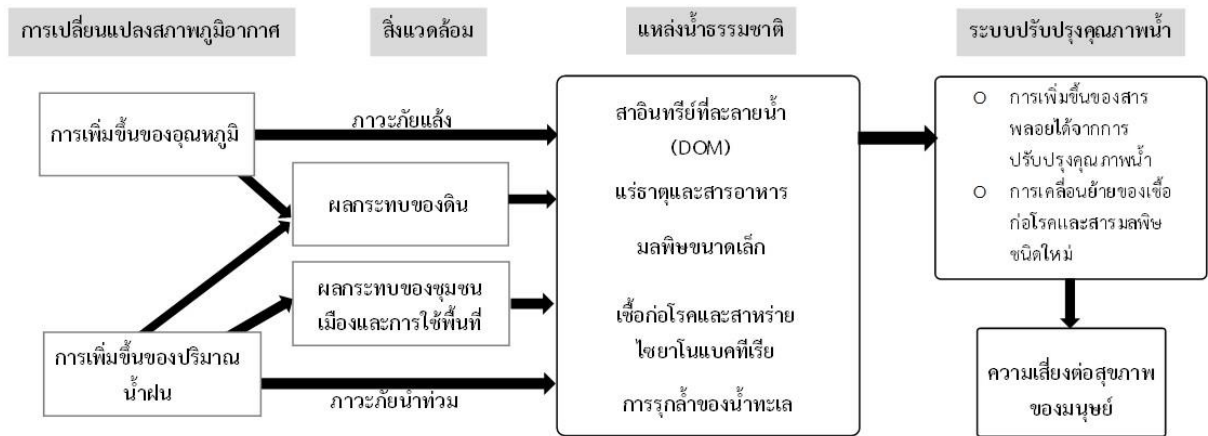 การเปลี่ยนแปลงสภาพภูมิอากาศ
สิ่งแวดล้อม
แหล่งน้ำธรรมชาติ
ระบบปรับปรุงคุณภาพน้ำ
การเพิ่มขึ้นของอุณหภูมิ
ภาวะภัยแล้ง
ผลกระทบของดิน
ผลกระทบของชุมชน
เมืองและการใช้พื้นที่
การเพิ่มขึ้นของปริมาณ
น้ำฝน
ภาวะภัยน้ำท่วม
สาอินทรีย์ที่ละลายน้ำ
(DOM)
แร่ธาตุและสารอาหาร
มลพิษขนาดเล็ก
เชื้อก่อโรคและสาหร่าย
ไซยาโนแบคทีเรีย
การรุกล้ำของน้ำทะเล
การเพิ่มขึ้นของสาร
พลอยได้จากการ
ปรับปรุงคุณภาพน้ำ
การเคลื่อนย้ายของเชื้อ
ก่อโรคและสารมลพิษ
ชนิดใหม่
ความเสี่ยงต่อสุขภาพ
ของมนุษย์